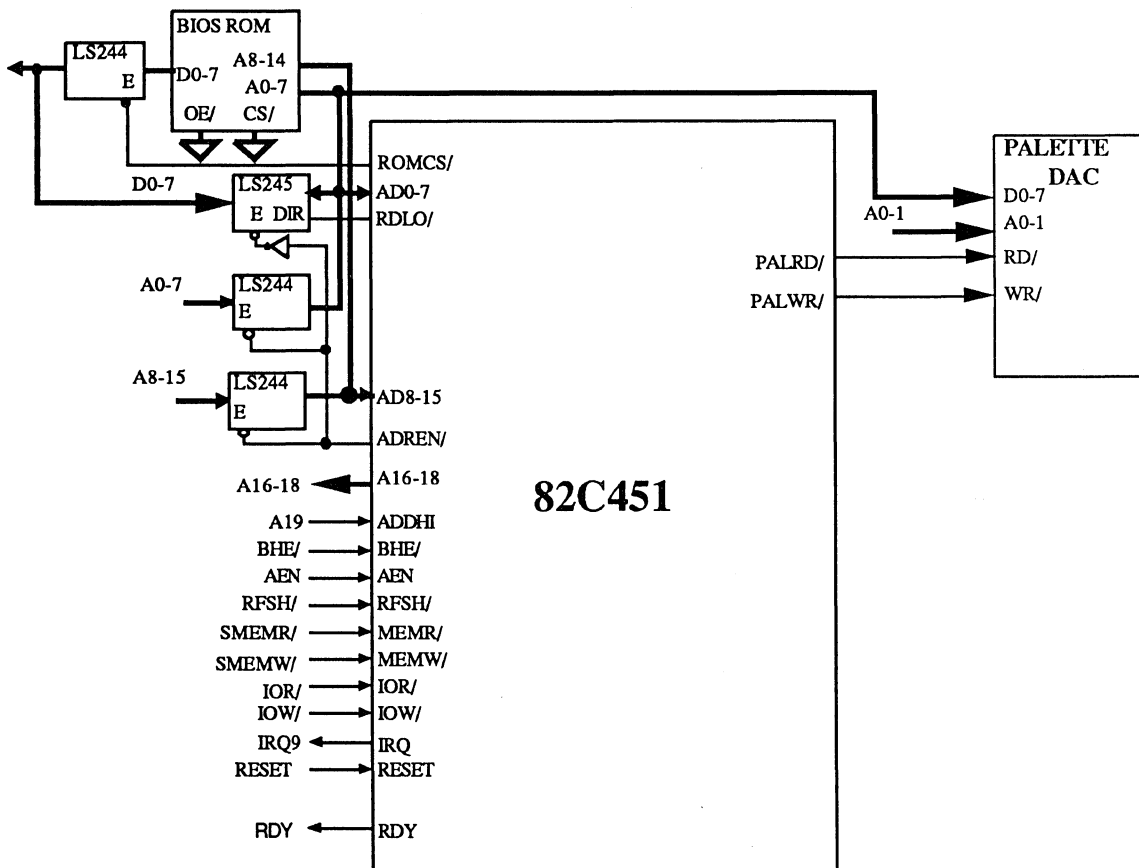 BIOS ROM
LS244
E
D0-7
A8-14
A0-7
OE/
CS/
D0-7
LS245
E DIR
ROMCS/
AD0-7
RDLO/
A0-7
LS244
E
A8-15
LS244
E
AD8-15
ADREN/
A16-18
A16-18
A19
ADDHI
BHE/
BHE/
AEN
AEN
RFSH/
RFSH/
SMEMR/
MEMR/
SMEMW/
MEMW/
IOR/
IOR/
IOW/
IOW/
IRQ9
IRQ
RESET
RESET
RDY
RDY
82C451
PALRD/
PALWR/
PALETTE
DAC
D0-7
A0-1
A0-1
RD/
WR/